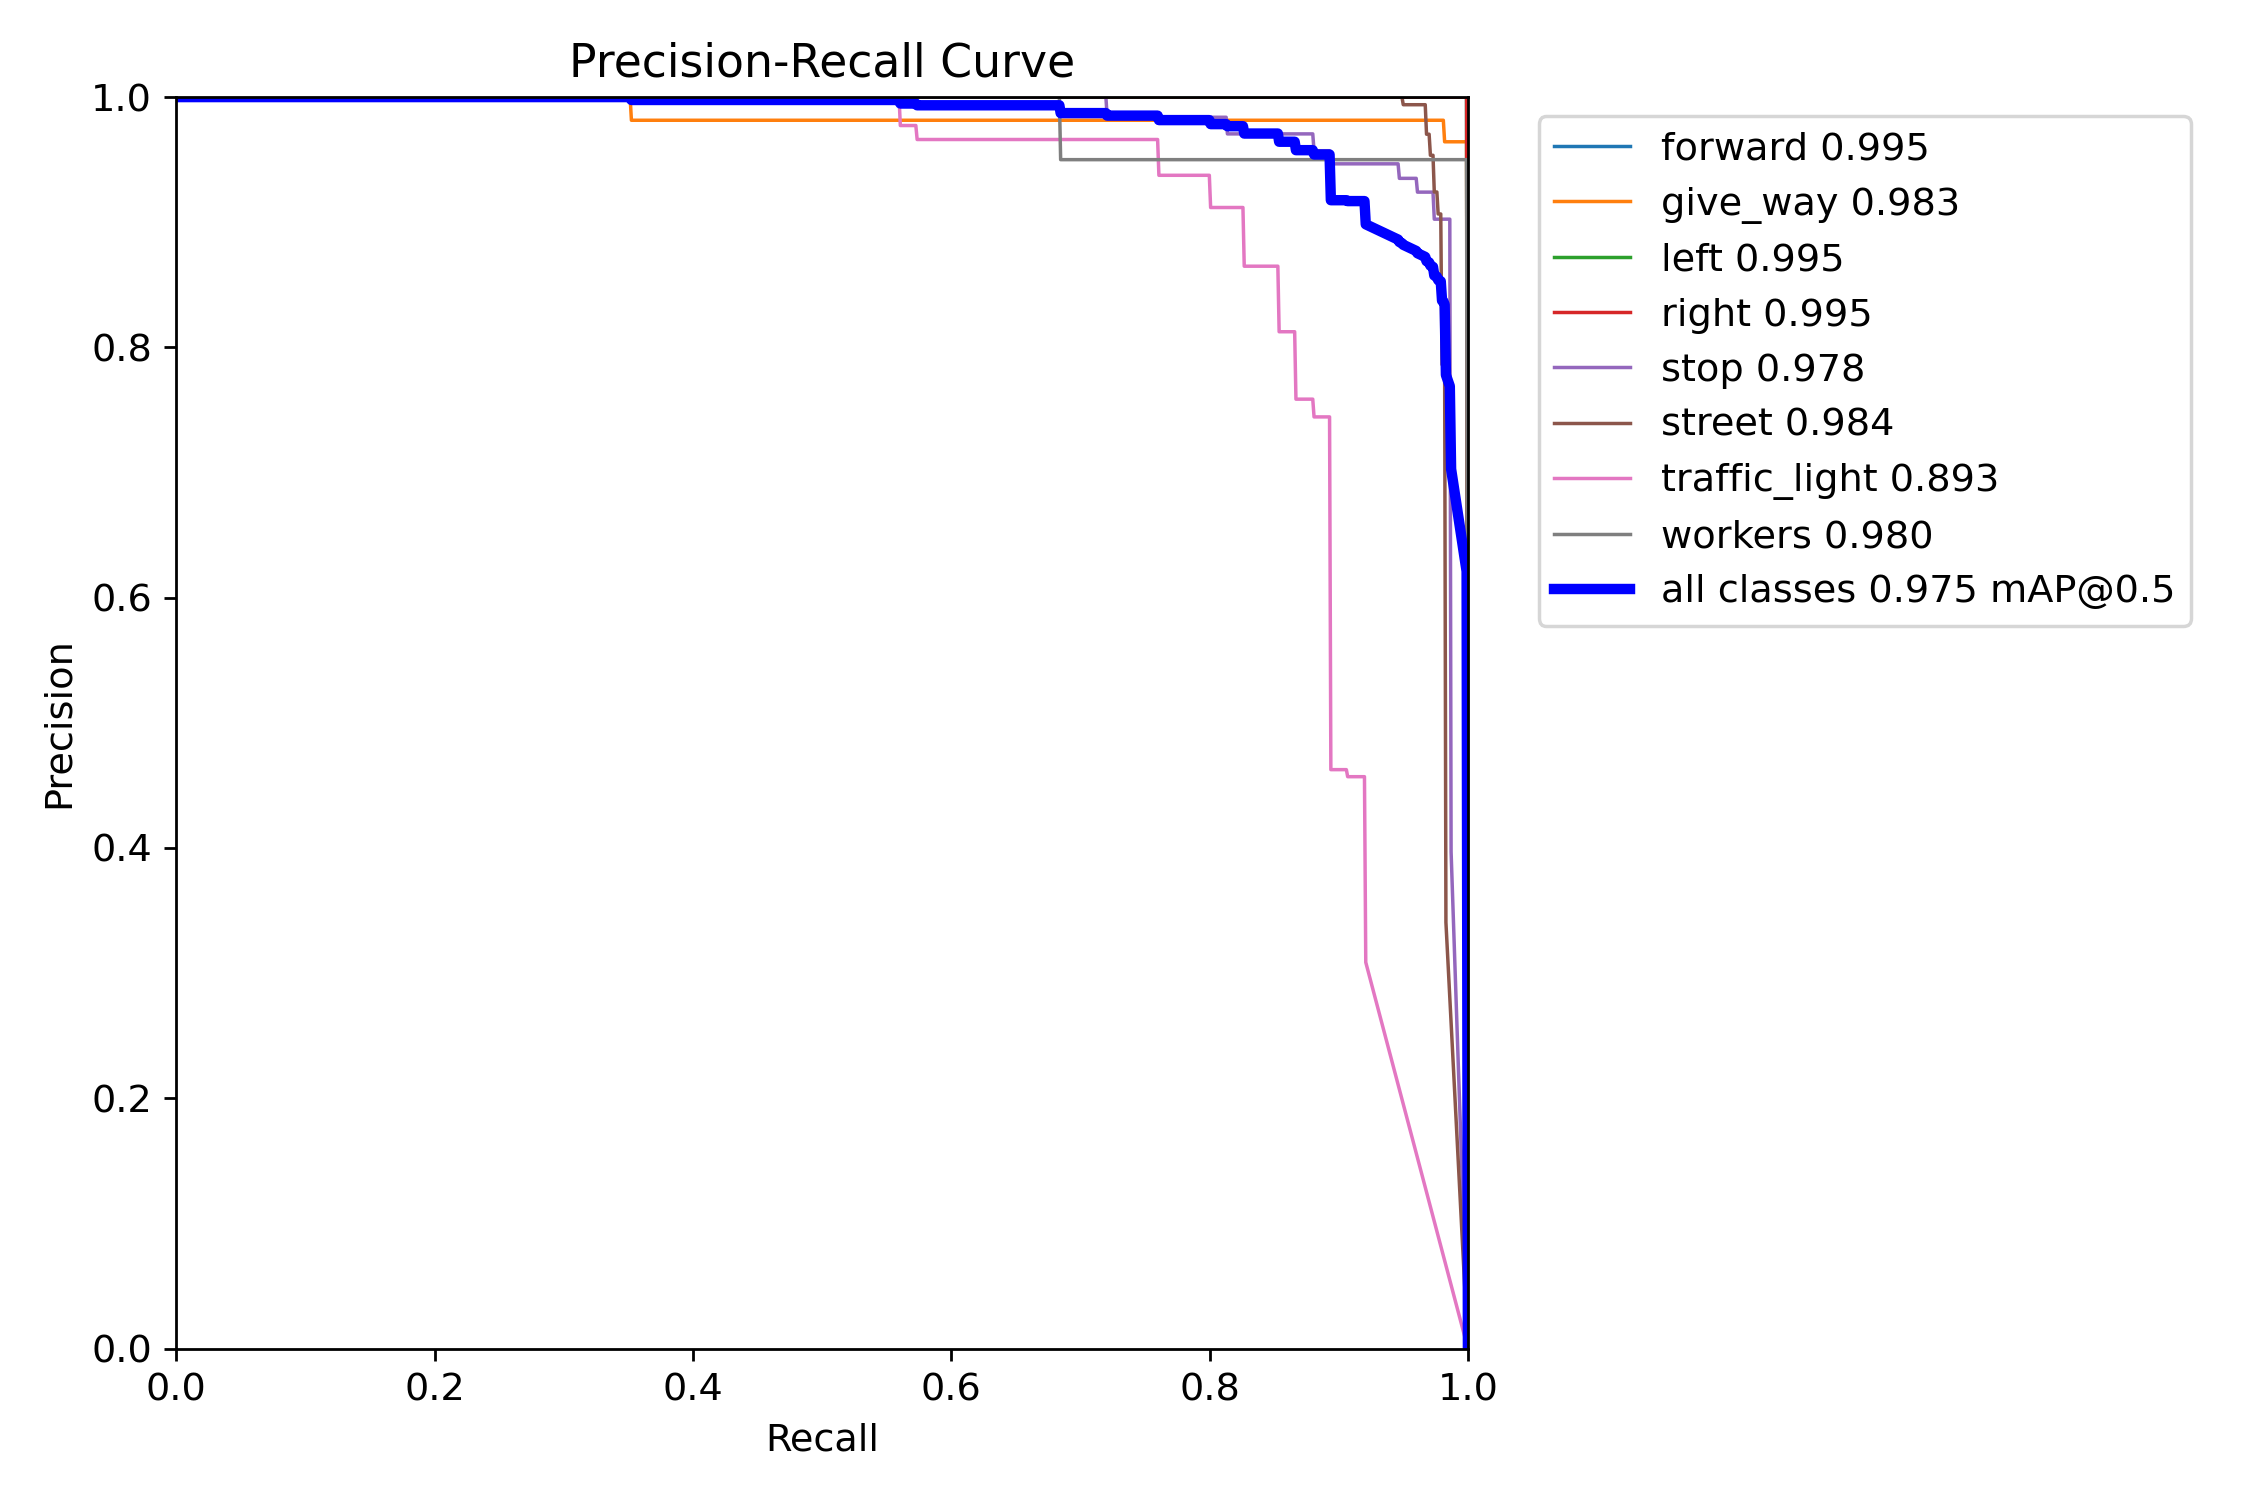 Precision-Recall Curve
1.0
0.8
0.6
0.4
0.2
0.0
Precision
0.0 0.2 0.4 0.6 0.8 1.0
Recall
forward 0.995
give_way 0.983
left 0.995
right 0.995
stop 0.978
street 0.984
traffic_light 0.893
workers 0.980
all classes 0.975 mAP@0.5